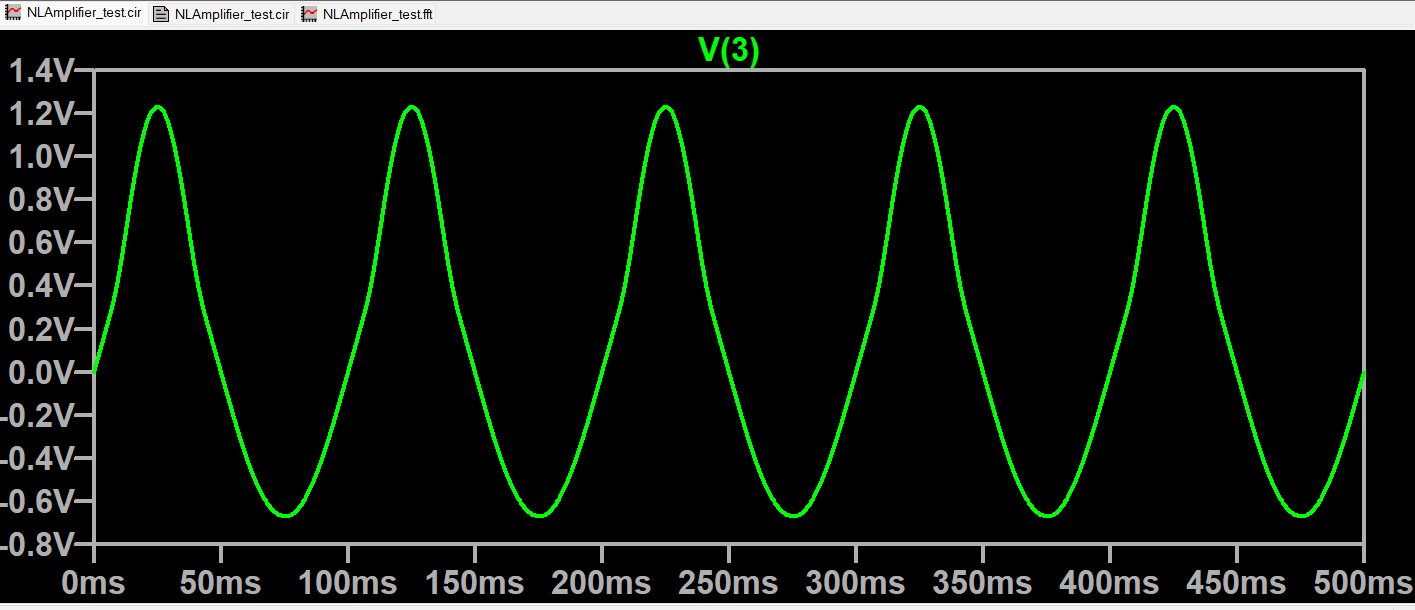 NLAmplifier_test.cir NLAmplifier_test.cir NLAmplifier_test.fft
V(3)
1.4V
1.2V
1.0V
0.8V
0.6V
0.4V
0.2V
0.0V
-0.2V
-0.4V
-0.6V
-0.8V
0ms 50ms 100ms 150ms 200ms 250ms 300ms 350ms 400ms 450ms 500ms